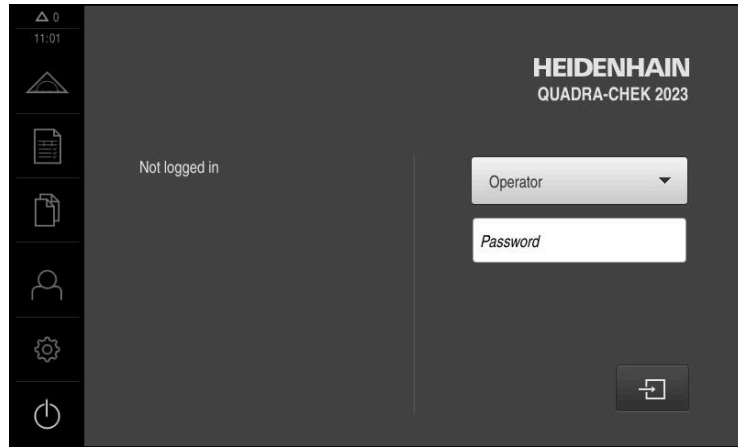 0
11:01
HEIDENHAIN
QUADRA-CHEK 2023
Not logged in
Operator
Password